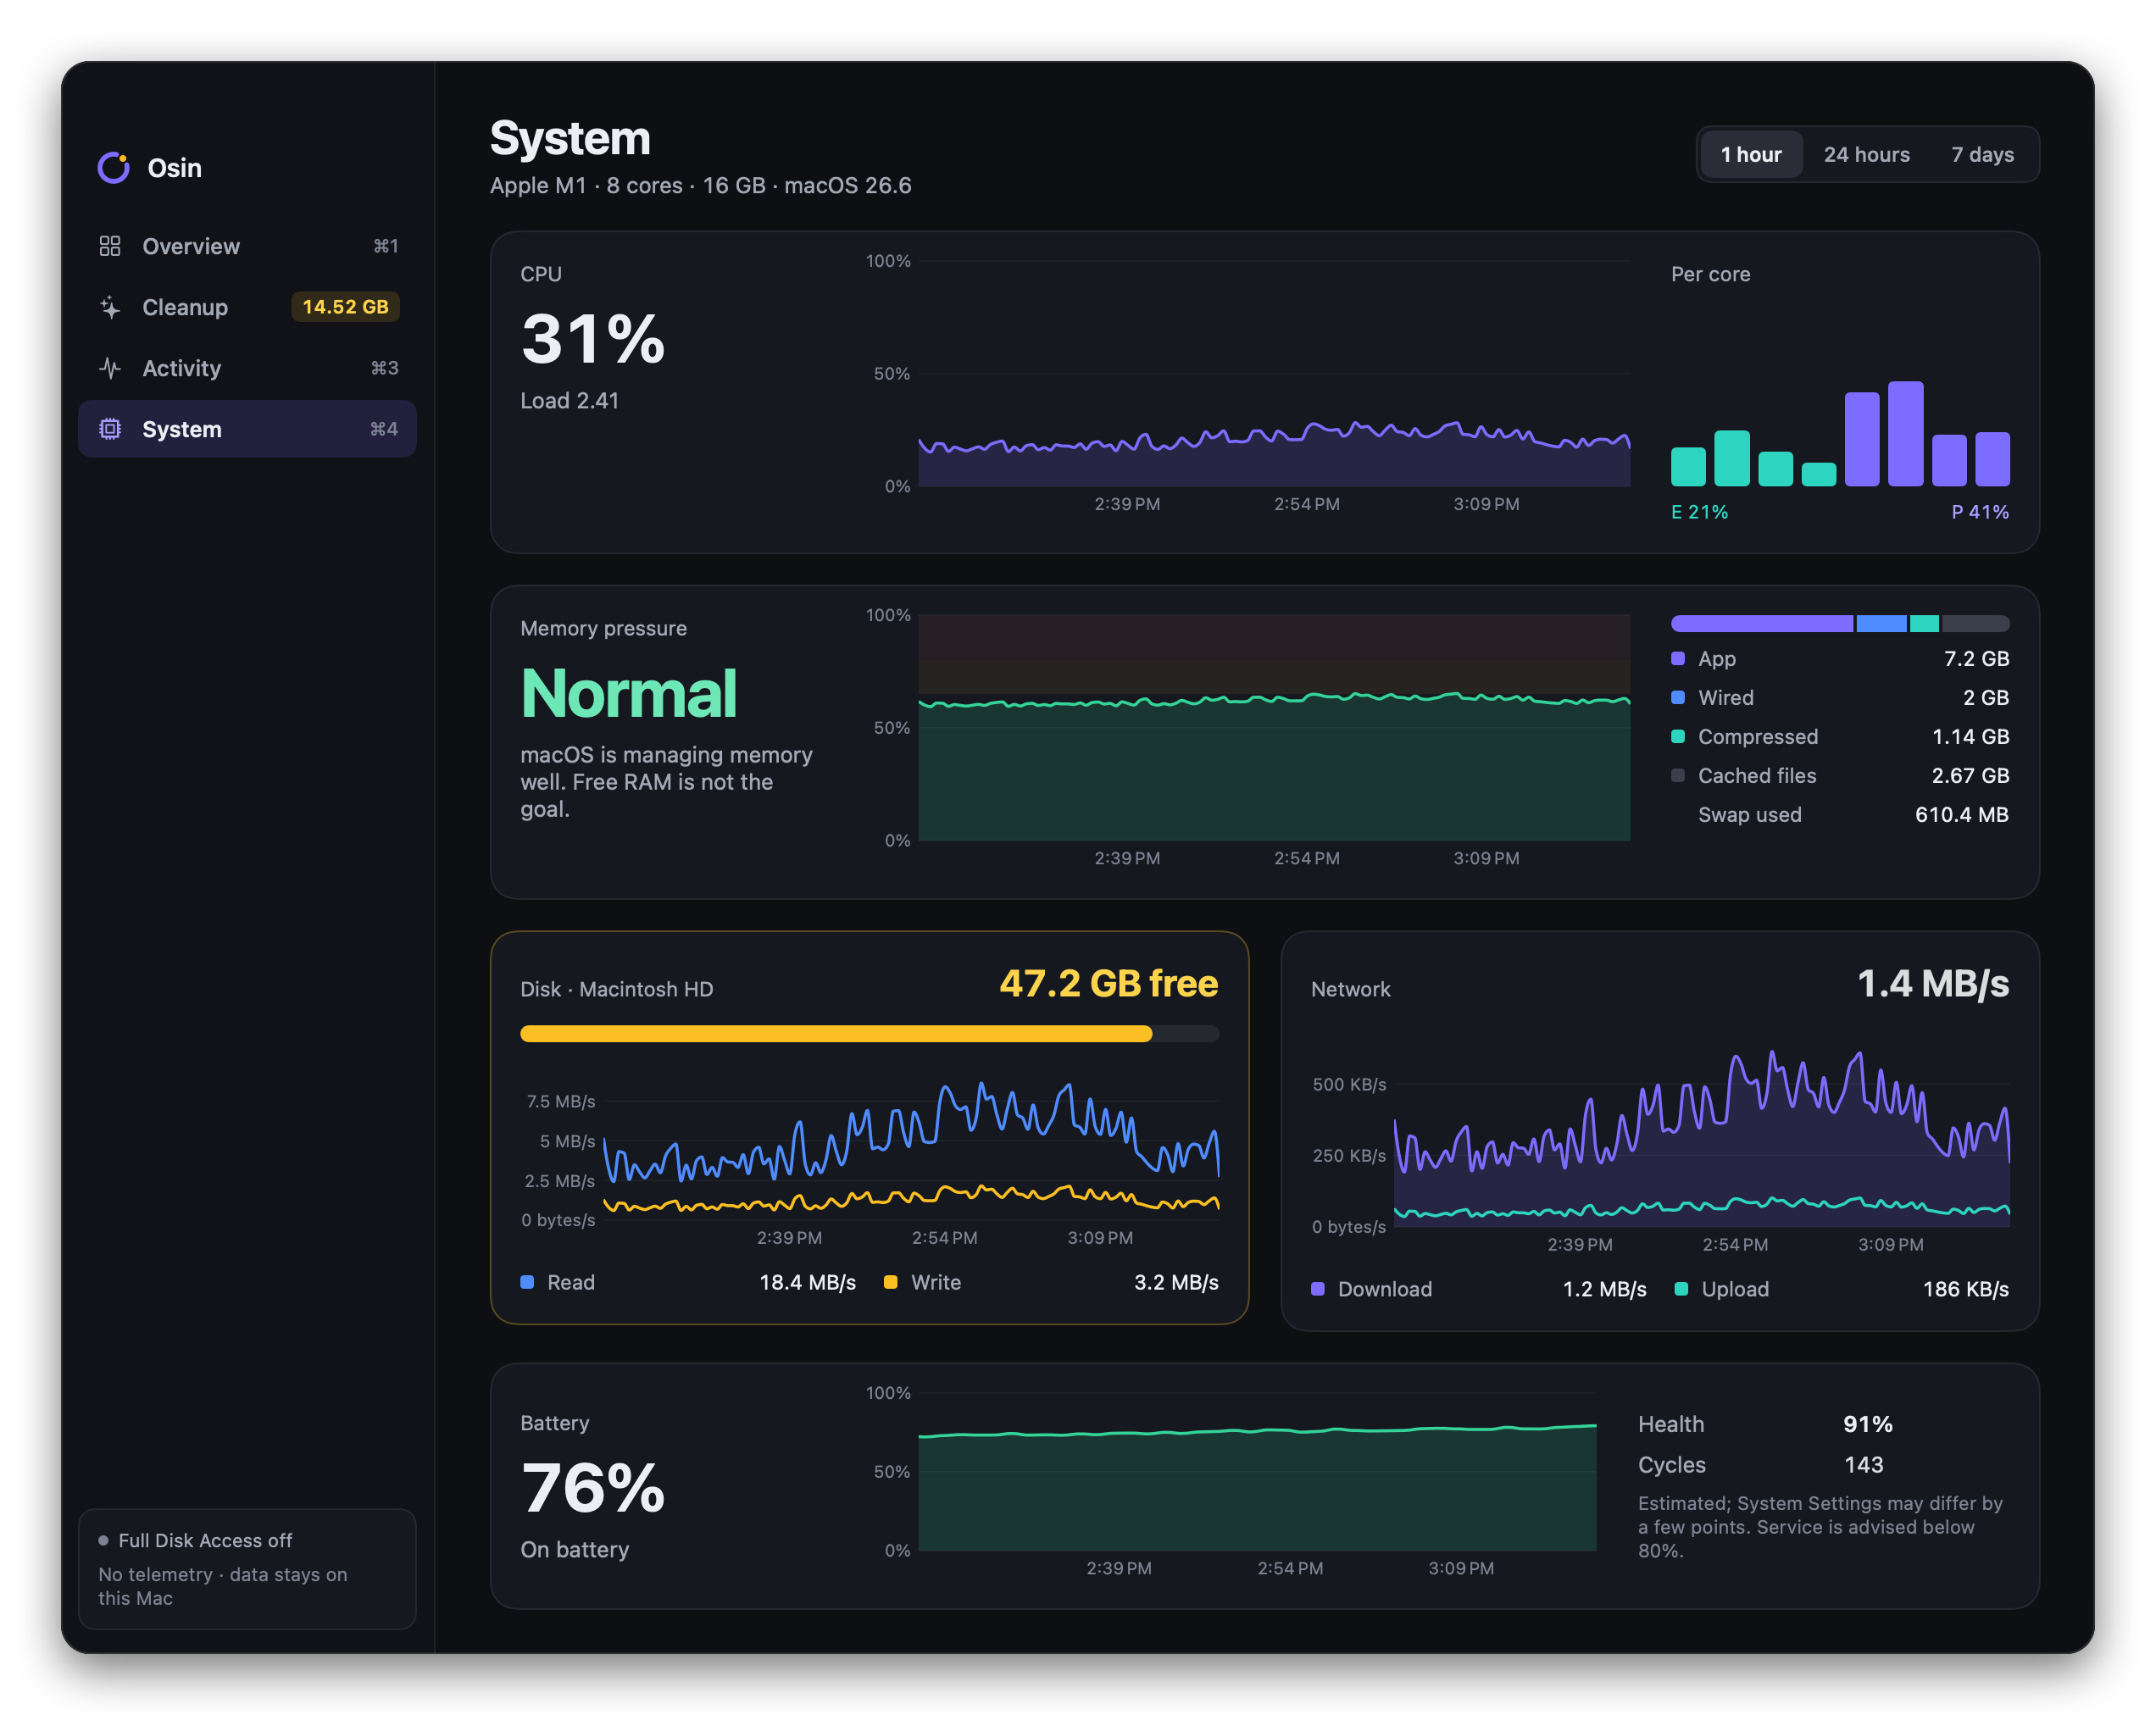 Osin
Overview ⌘1
Cleanup 14.52 GB
Activity ⌘3
System ⌘4
Full Disk Access off
No telemetry · data stays on
this Mac
System
Apple M1 · 8 cores · 16 GB · macOS 26.6
1 hour 24 hours 7 days
CPU
31%
Load 2.41
100%
50%
0%
2:39 PM 2:54 PM 3:09 PM
Per core
E 21% P 41%
Memory pressure
Normal
macOS is managing memory
well. Free RAM is not the
goal.
100%
50%
0%
2:39 PM 2:54 PM 3:09 PM
App 7.2 GB
Wired 2 GB
Compressed 1.14 GB
Cached files 2.67 GB
Swap used 610.4 MB
Disk · Macintosh HD 47.2 GB free
7.5 MB/s
5 MB/s
2.5 MB/s
0 bytes/s
2:39 PM 2:54 PM 3:09 PM
Read 18.4 MB/s Write 3.2 MB/s
Network 1.4 MB/s
500 KB/s
250 KB/s
0 bytes/s
2:39 PM 2:54 PM 3:09 PM
Download 1.2 MB/s Upload 186 KB/s
Battery
76%
On battery
100%
50%
0%
2:39 PM 2:54 PM 3:09 PM
Health 91%
Cycles 143
Estimated; System Settings may differ by
a few points. Service is advised below
80%.